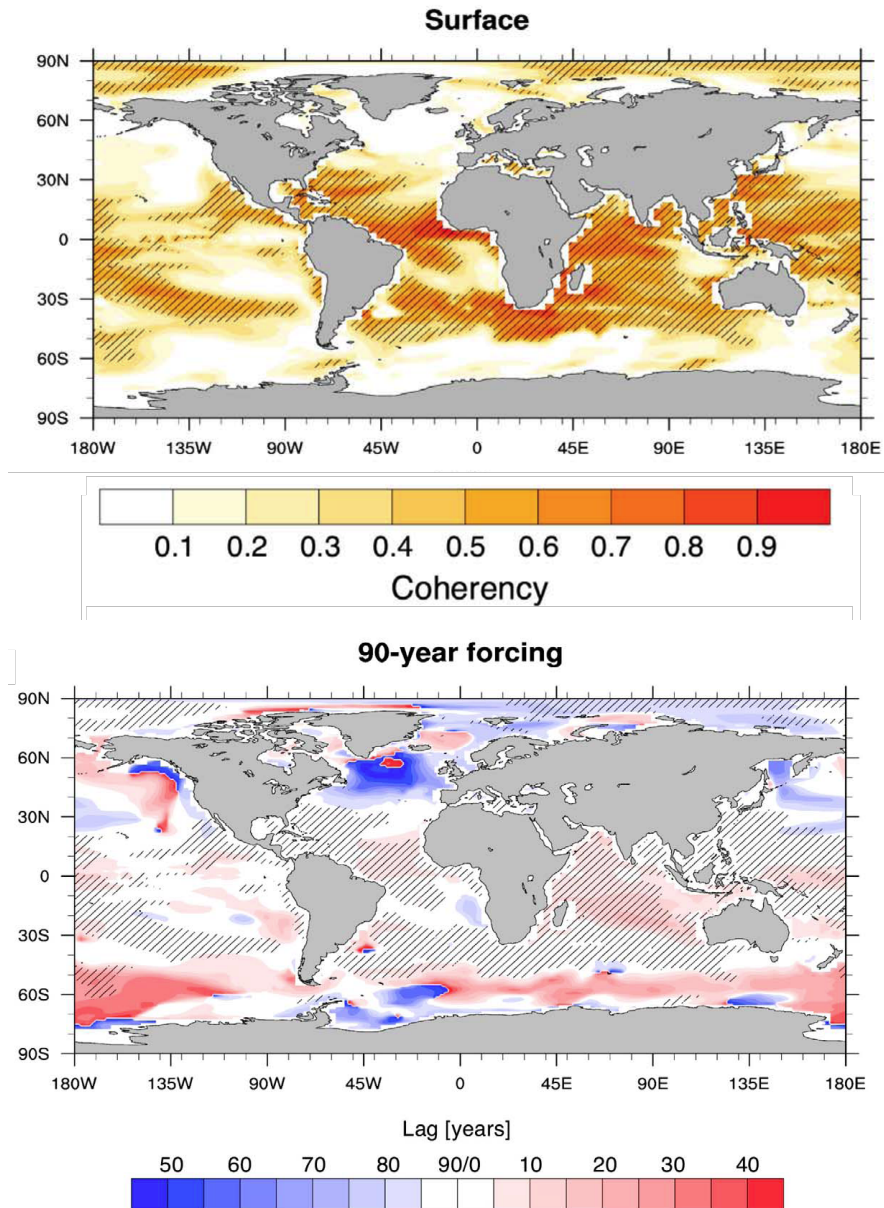 Surface
90N
60N
30N
0
30S
60S
90S
180W 135W 90W 45W 0 45E 90E 135E 180E
0.1 0.2 0.3 0.4 0.5 0.6 0.7 0.8 0.9
Coherency
90-year forcing
90N
60N
30N
0
30S
60S
90S
180W 135W 90W 45W 0 45E 90E 135E 180E
Lag [years]
50 60 70 80 90/0 10 20 30 40